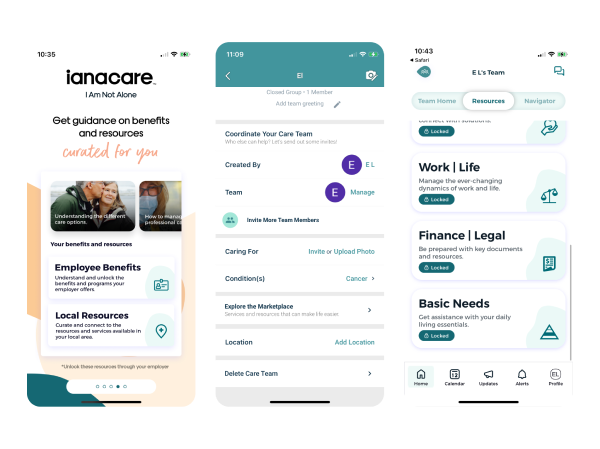 10:35
ianacare
I Am Not Alone
Get guidance on benefits
and resources
curated for you
Understanding the different
care options.
How to manag
professional ca
Your benefits and resources
Employee Benefits
Understand and unlock the
benefits and programs your
employer offers.
Local Resources
Curate and connect to the
resources and services available in
your local area.
*Unlock these resources through your employer
11:09
El
Closed Group • 1 Member
Add team greeting
Coordinate Your Care Team
Who else can help? Let's send out some invites!
Created By
E
E L
Team
E
Manage
Invite More Team Members
Caring For
Invite or Upload Photo
Condition(s)
Cancer >
Explore the Marketplace
Services and resources that can make life easier.
Location
Add Location
Delete Care Team
10:43
Safari
E L's Team
Team Home
Resources
Navigator
connect with solutions.
Locked
Work | Life
Manage the ever-changing
dynamics of work and life.
Locked
Finance | Legal
Be prepared with key documents
and resources.
Locked
Basic Needs
Get assistance with your daily
living essentials.
Locked
12
EL
Home
Calendar
Updates
Alerts
Profile